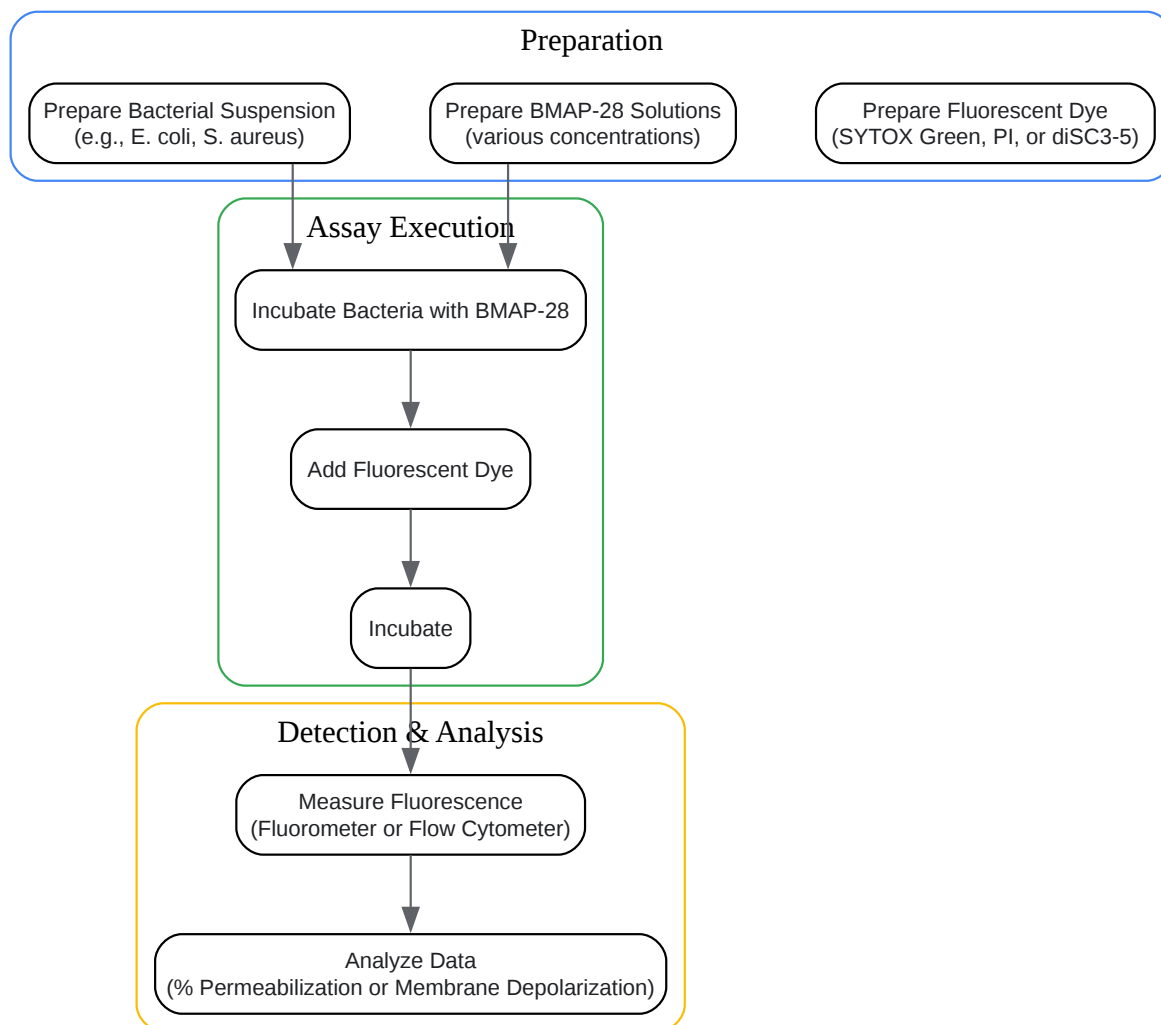 Preparation
Prepare Bacterial Suspension
(e.g., E. coli, S. aureus)
Prepare BMAP-28 Solutions
(various concentrations)
Prepare Fluorescent Dye
(SYTOX Green, PI, or diSC3-5)
Assay Execution
Incubate Bacteria with BMAP-28
Add Fluorescent Dye
Incubate
Detection & Analysis
Measure Fluorescence
(Fluorometer or Flow Cytometer)
Analyze Data
(% Permeabilization or Membrane Depolarization)